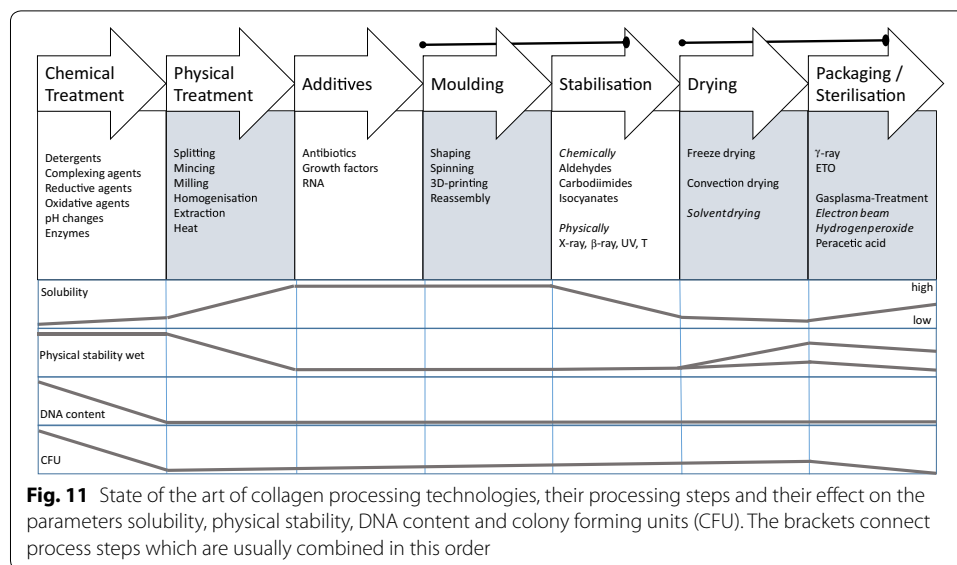 Chemical
Treatment
Physical
Treatment
Additives
Moulding
Stabilisation
Drying
Packaging /
Sterilisation
Detergents
Complexing agents
Reductive agents
Oxidative agents
pH changes
Enzymes
Splitting
Mincing
Milling
Homogenisation
Extraction
Heat
Antibiotics
Growth factors
RNA
Shaping
Spinning
3D-printing
Reassembly
Chemically
Aldehydes
Carbodiimides
Isocyanates
Physically
X-ray, β-ray, UV, T
Freeze drying
Convection drying
Solventdrying
γ-ray
ETO
Gasplasma-Treatment
Electron beam
Hydrogenperoxide
Peracetic acid
Solubility
high
low
Physical stability wet
DNA content
CFU
Fig. 11 State of the art of collagen processing technologies, their processing steps and their effect on the
parameters solubility, physical stability, DNA content and colony forming units (CFU). The brackets connect
process steps which are usually combined in this order